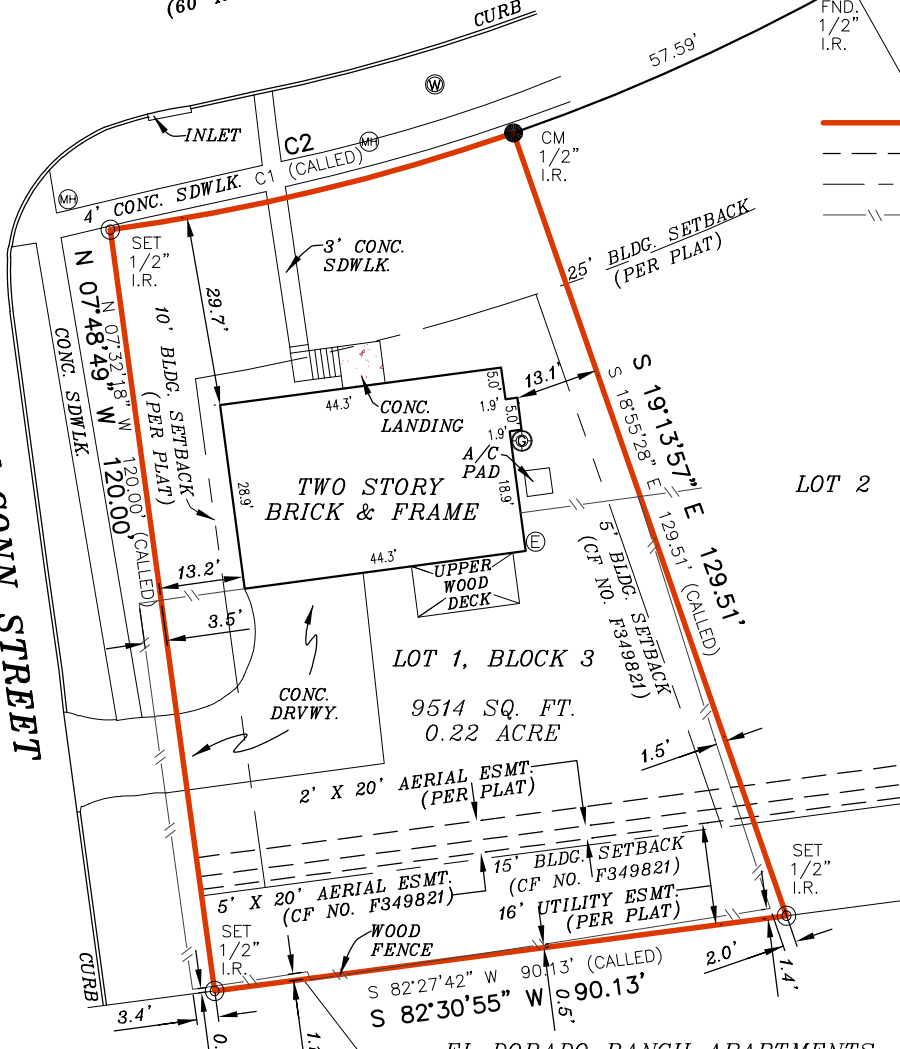 CURB
57.59'
FND.
1/2"
I.R.
W
INLET
C2
MH
C1 (CALLED)
4' CONC. SDWLK.
MH
CM
1/2"
I.R.
SET
1/2"
I.R.
3' CONC.
SDWLK.
25' BLDG. SETBACK
(PER PLAT)
N 07°48'49" W 120.00'
N 07°32'18" W 120.00' (CALLED)
CONC. SDWLK.
10' BLDG. SETBACK
(PER PLAT)
29.7'
44.3'
CONC.
LANDING
5.0'
1.9'
5.0'
1.9'
13.1'
G
A/C
PAD
18.9'
28.9'
TWO STORY
BRICK & FRAME
44.3'
E
UPPER
WOOD
DECK
S 19°13'57" E 129.51'
S 18°55'28" E 129.51' (CALLED)
LOT 2
5' BLDG. SETBACK
(CF NO. F349821)
13.2'
3.5'
CONN STREET
LOT 1, BLOCK 3
9514 SQ. FT.
0.22 ACRE
CONC.
DRVWY.
1.5'
2' X 20' AERIAL ESMT.
(PER PLAT)
15' BLDG. SETBACK
(CF NO. F349821)
5' X 20' AERIAL ESMT.
(CF NO. F349821)
16' UTILITY ESMT.
(PER PLAT)
SET
1/2"
I.R.
SET
1/2"
I.R.
WOOD
FENCE
CURB
S 82°27'42" W 90.13' (CALLED)
S 82°30'55" W 90.13'
2.0'
1.4'
3.4'
0.5'
EL DORADO RANCH APARTMENTS